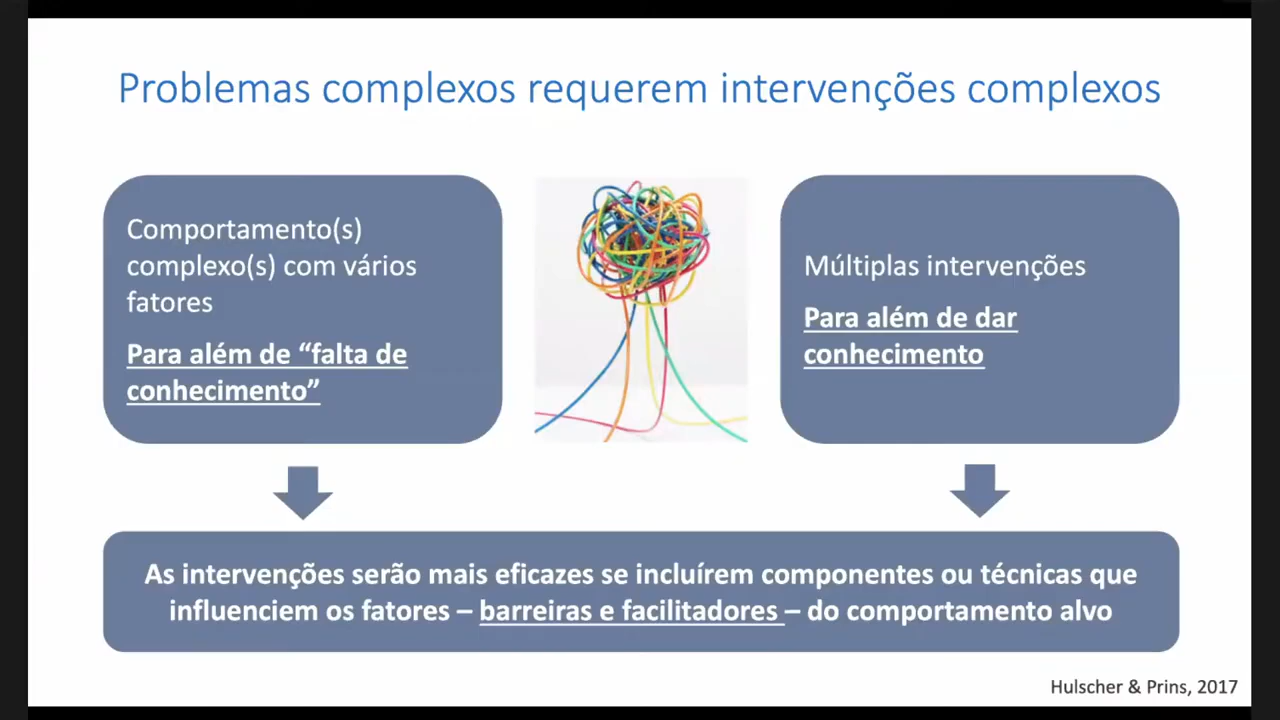 Problemas complexos requerem intervenções complexos
Comportamento(s)
complexo(s) com vários
fatores
Para além de “falta de
conhecimento”
Múltiplas intervenções
Para além de dar
conhecimento
As intervenções serão mais eficazes se incluírem componentes ou técnicas que
influenciem os fatores – barreiras e facilitadores – do comportamento alvo
Hulscher & Prins, 2017